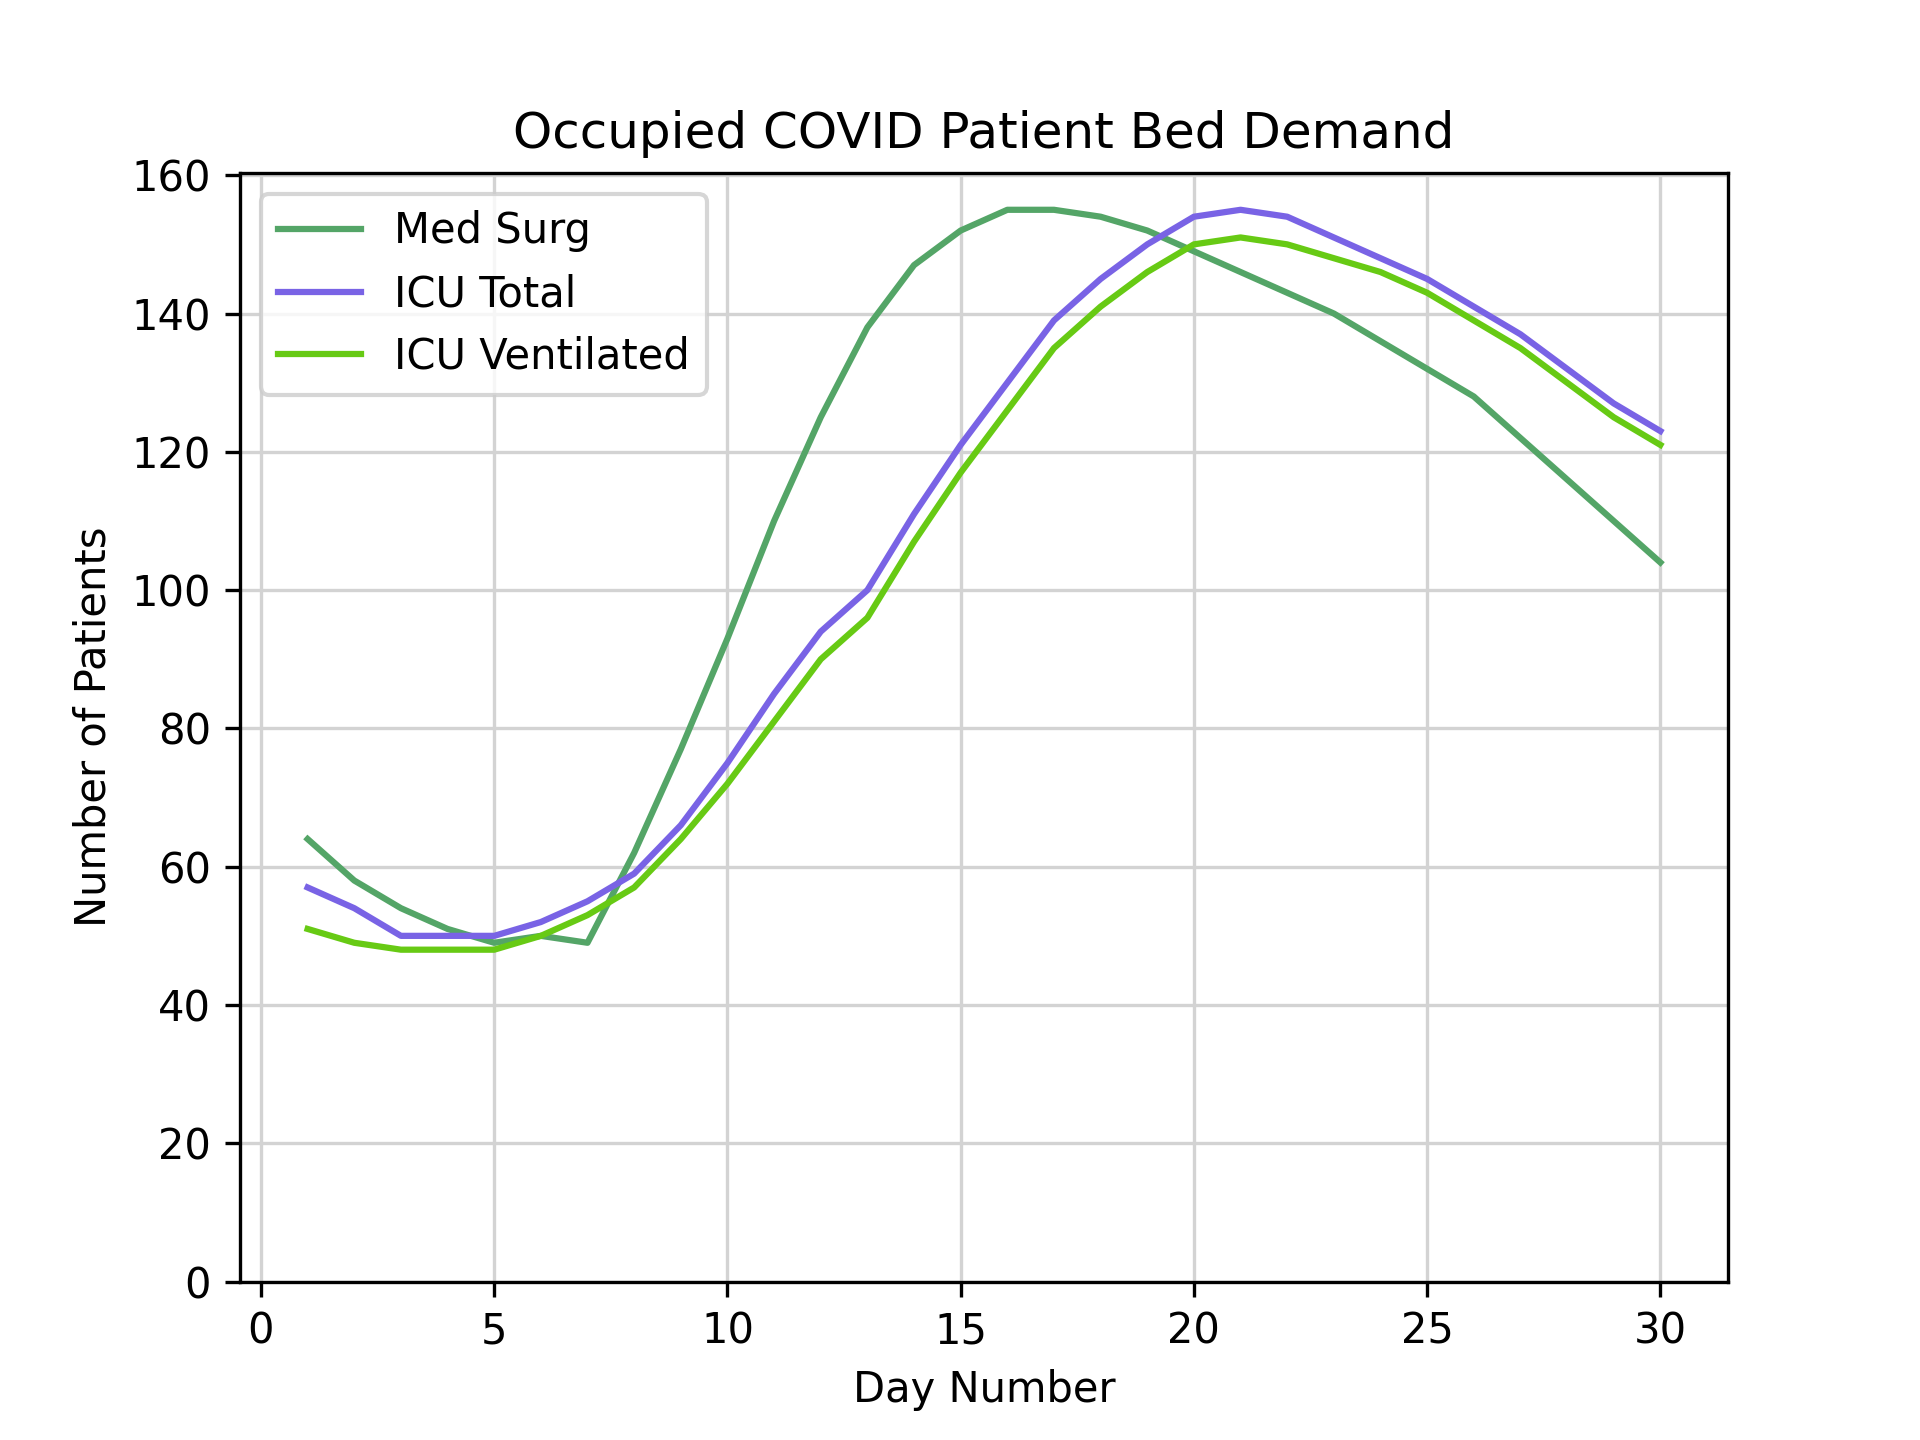 Occupied COVID Patient Bed Demand
Med Surg
ICU Total
ICU Ventilated
160
140
120
100
80
60
40
20
0
Number of Patients
0 5 10 15 20 25 30
Day Number